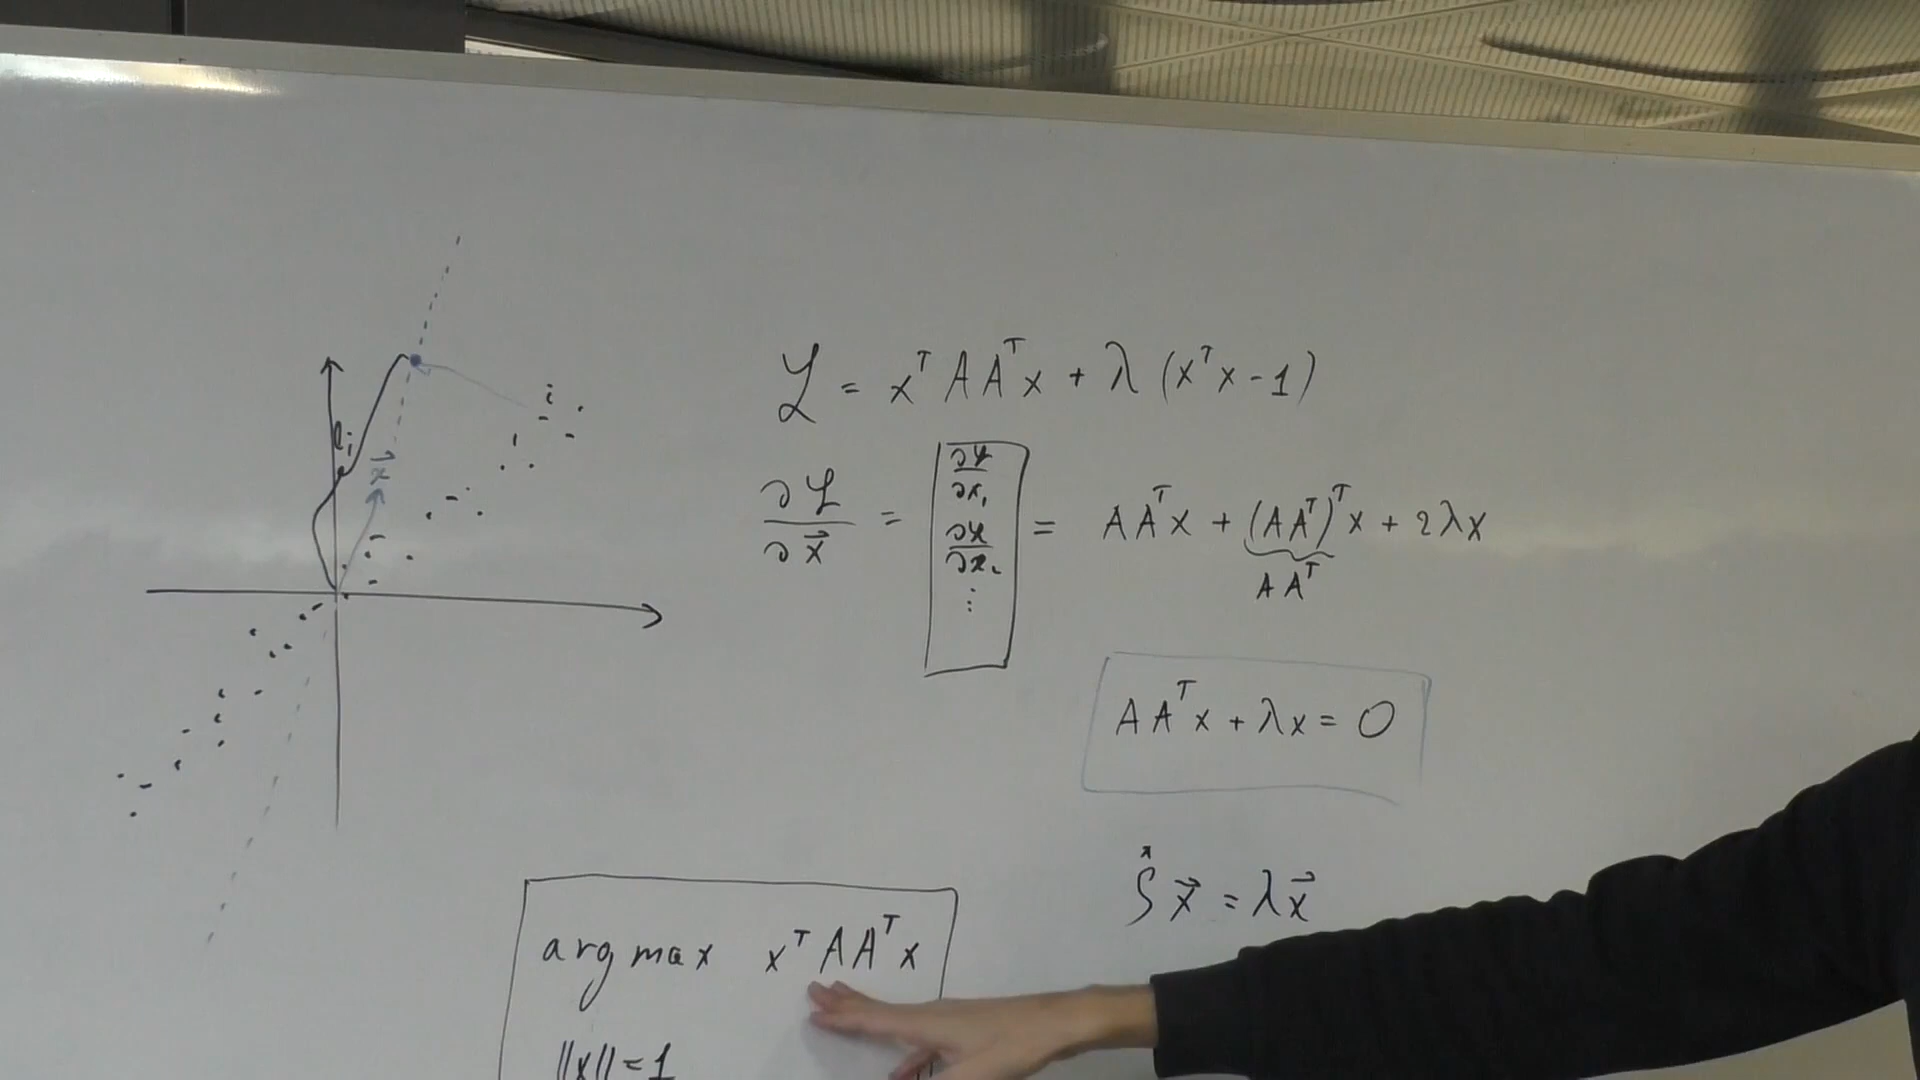 i
ℓᵢ
x⃗
ℒ = xᵀAAᵀx + λ(xᵀx - 1)
∂ℒ/∂x⃗ = [∂ℒ/∂x₁ ∂ℒ/∂x₂ ⋮] = AAᵀx + (AAᵀ)ᵀx + 2λx
AAᵀ
AAᵀx + λx = 0
Ŝx⃗ = λx⃗
arg max xᵀAAᵀx
||x|| = 1